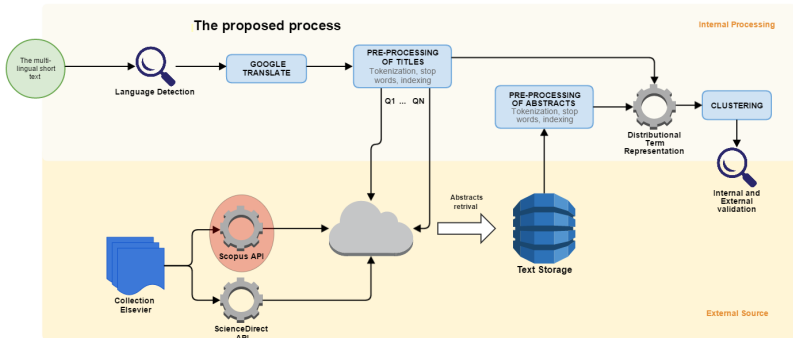 The proposed process
Internal Processing
The multi-
lingual short
text
Language Detection
GOOGLE
TRANSLATE
PRE-PROCESSING
OF TITLES
Tokenization, stop
words, indexing
Q1 ... QN
PRE-PROCESSING
OF ABSTRACTS
Tokenization, stop
words, indexing
Distributional
Term
Representation
CLUSTERING
Internal and
External
validation
Abstracts
retrival
Text Storage
Scopus API
Collection
Elsevier
ScienceDirect
API
External Source